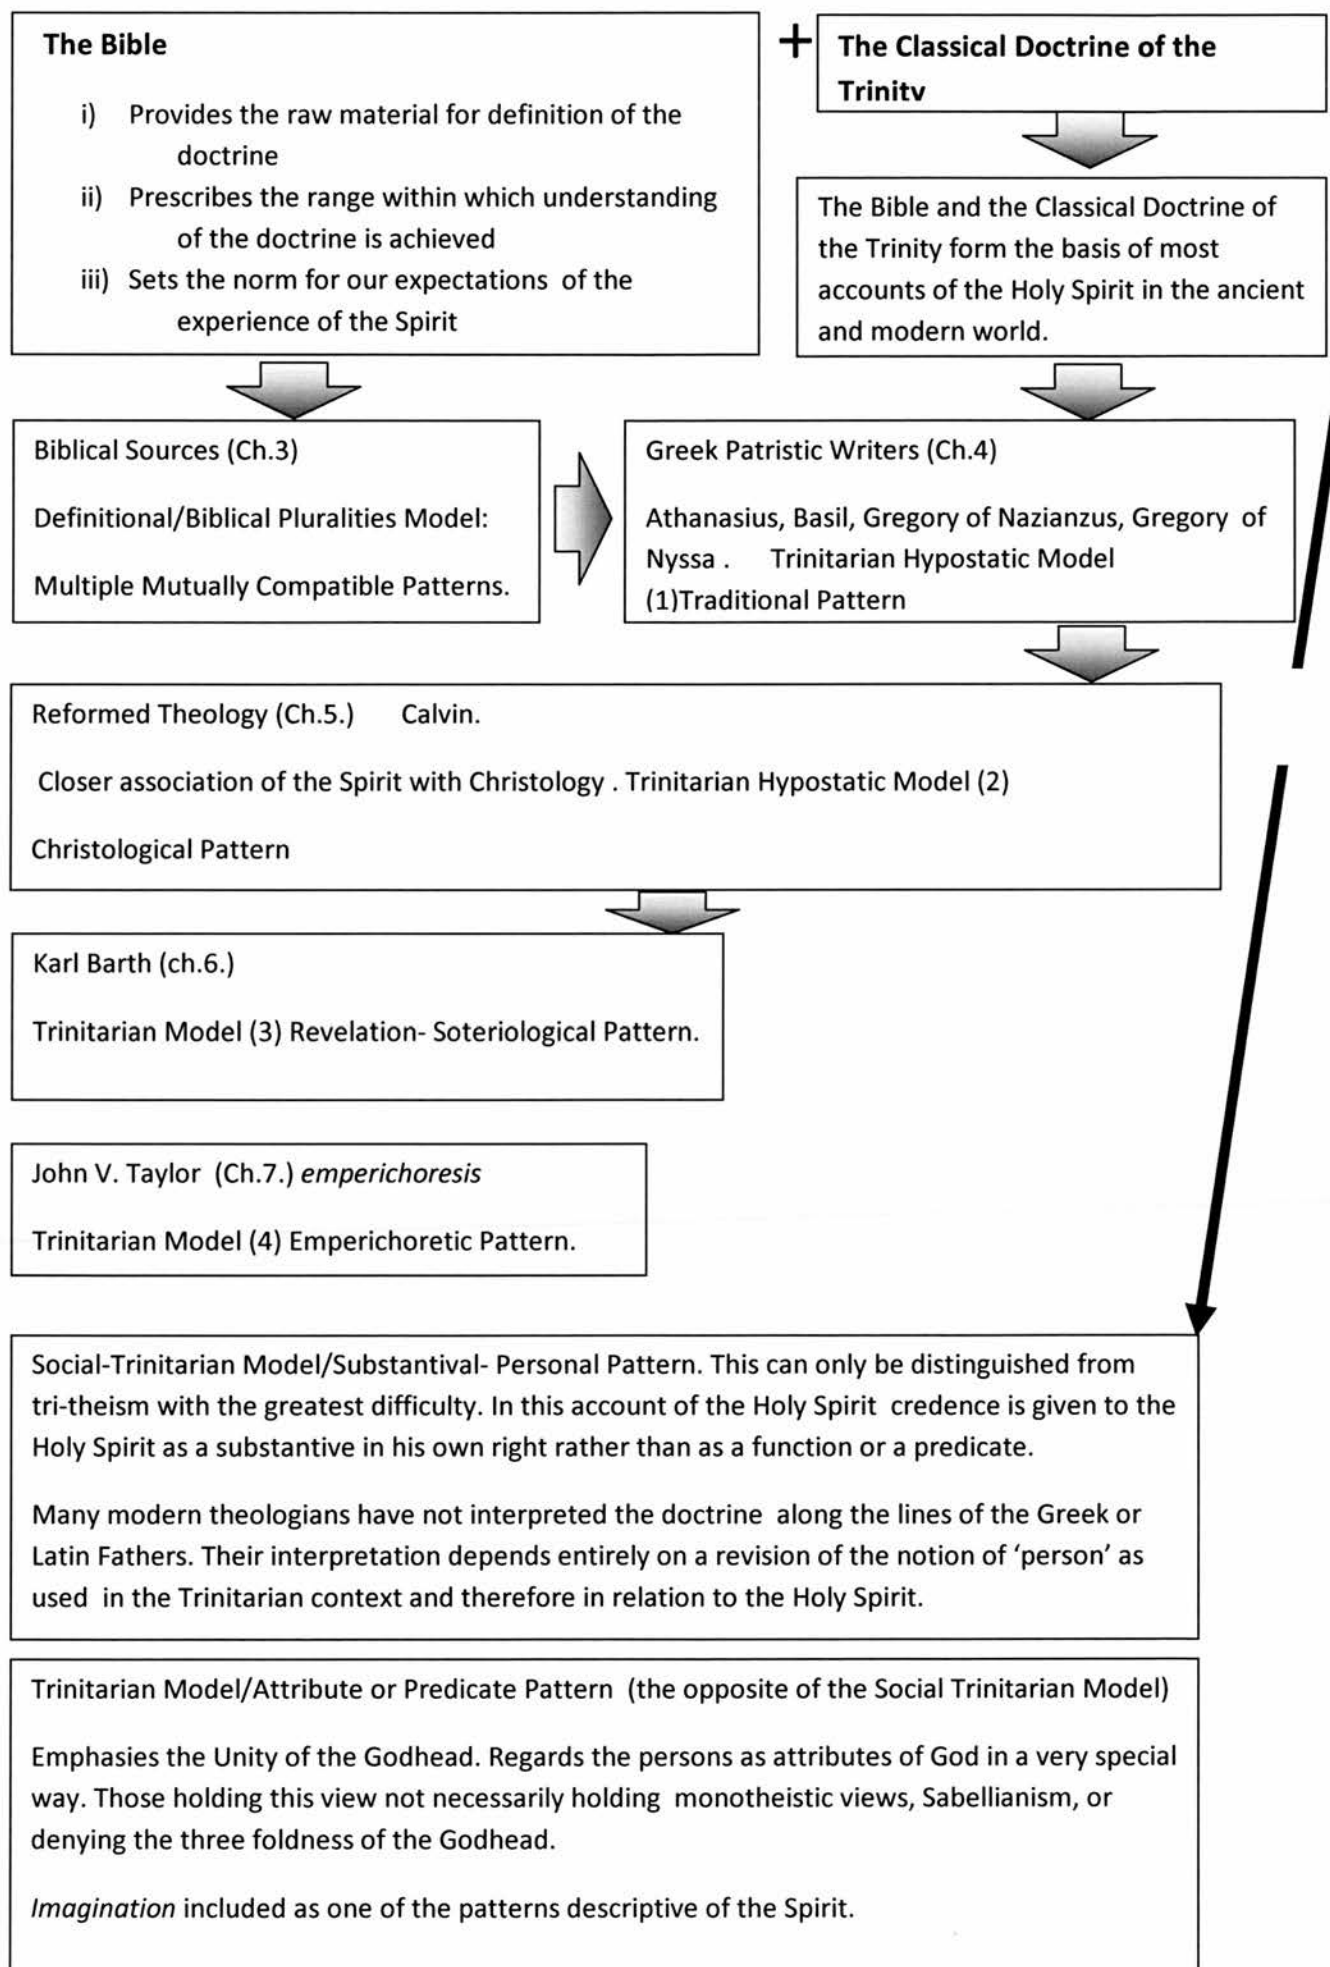 The Bible
i) Provides the raw material for definition of the
doctrine
ii) Prescribes the range within which understanding
of the doctrine is achieved
iii) Sets the norm for our expectations of the
experience of the Spirit
+
The Classical Doctrine of the
Trinity
The Bible and the Classical Doctrine of
the Trinity form the basis of most
accounts of the Holy Spirit in the ancient
and modern world.
Biblical Sources (Ch.3)
Definitional/Biblical Pluralities Model:
Multiple Mutually Compatible Patterns.
Greek Patristic Writers (Ch.4)
Athanasius, Basil, Gregory of Nazianzus, Gregory of
Nyssa . Trinitarian Hypostatic Model
(1)Traditional Pattern
Reformed Theology (Ch.5.) Calvin.
Closer association of the Spirit with Christology . Trinitarian Hypostatic Model (2)
Christological Pattern
Karl Barth (ch.6.)
Trinitarian Model (3) Revelation- Soteriological Pattern.
John V. Taylor (Ch.7.) emperichoresis
Trinitarian Model (4) Emperichoretic Pattern.
Social-Trinitarian Model/Substantival- Personal Pattern. This can only be distinguished from
tri-theism with the greatest difficulty. In this account of the Holy Spirit credence is given to the
Holy Spirit as a substantive in his own right rather than as a function or a predicate.
Many modern theologians have not interpreted the doctrine along the lines of the Greek or
Latin Fathers. Their interpretation depends entirely on a revision of the notion of ‘person’ as
used in the Trinitarian context and therefore in relation to the Holy Spirit.
Trinitarian Model/Attribute or Predicate Pattern (the opposite of the Social Trinitarian Model)
Emphasies the Unity of the Godhead. Regards the persons as attributes of God in a very special
way. Those holding this view not necessarily holding monotheistic views, Sabellianism, or
denying the three foldness of the Godhead.
Imagination included as one of the patterns descriptive of the Spirit.